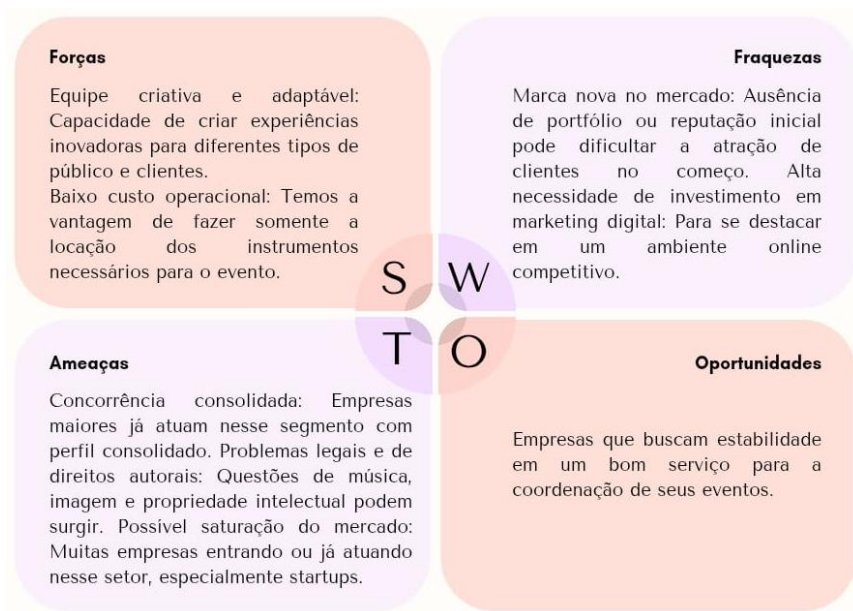 Forças
Equipe criativa e adaptável:
Capacidade de criar experiências
inovadoras para diferentes tipos de
público e clientes.
Baixo custo operacional: Temos a
vantagem de fazer somente a
locação dos instrumentos
necessários para o evento.
Fraquezas
Marca nova no mercado: Ausência
de portfólio ou reputação inicial
pode dificultar a atração de
clientes no começo. Alta
necessidade de investimento em
marketing digital: Para se destacar
em um ambiente online
competitivo.
S W
T O
Ameaças
Concorrência consolidada: Empresas
maiores já atuam nesse segmento com
perfil consolidado. Problemas legais e de
direitos autorais: Questões de música,
imagem e propriedade intelectual podem
surgir. Possível saturação do mercado:
Muitas empresas entrando ou já atuando
nesse setor, especialmente startups.
Oportunidades
Empresas que buscam estabilidade
em um bom serviço para a
coordenação de seus eventos.